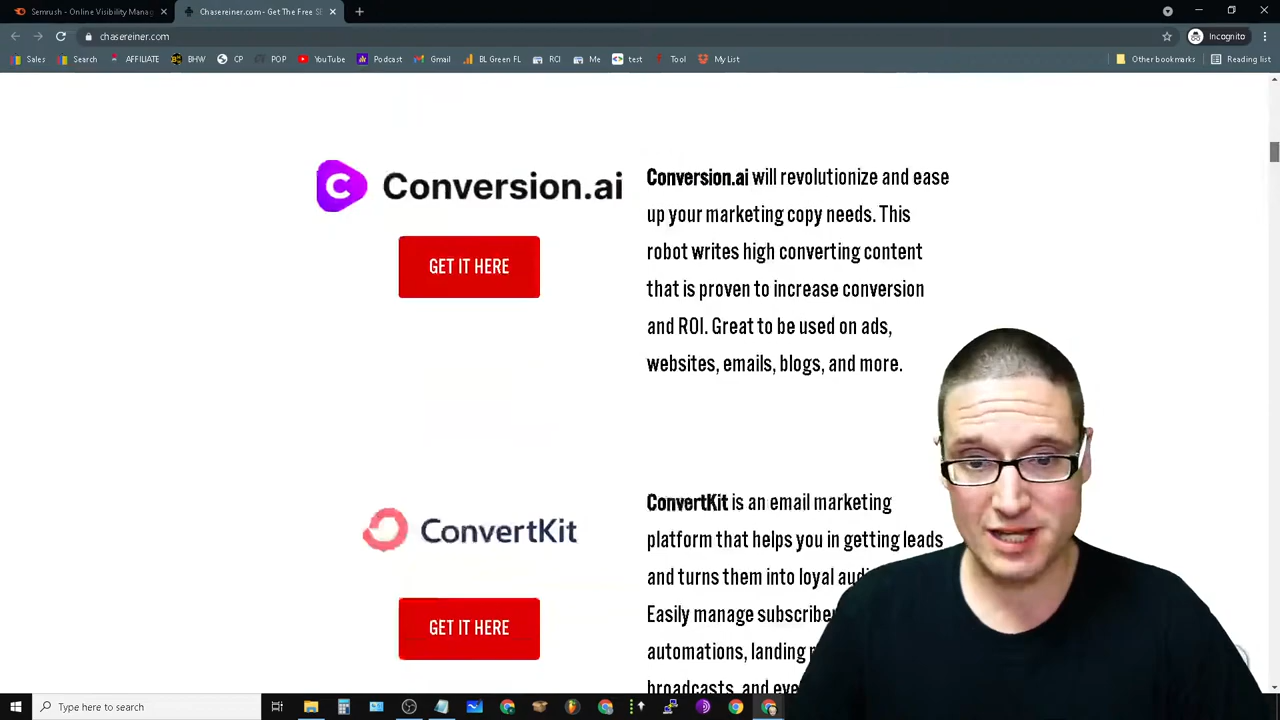 Semrush - Online Visibility Manag
Chasereiner.com - Get The Free S
chasereiner.com
Incognito
Sales
Search
AFFILIATE
BHW
CP
POP
YouTube
Podcast
Gmail
BL Green FL
RCI
Me
test
Tool
My List
Other bookmarks
Reading list
Conversion.ai
GET IT HERE
Conversion.ai will revolutionize and ease
up your marketing copy needs. This
robot writes high converting content
that is proven to increase conversion
and ROI. Great to be used on ads,
websites, emails, blogs, and more.
ConvertKit
GET IT HERE
ConvertKit is an email marketing
platform that helps you in getting leads
and turns them into loyal
Easily manage
automations, landing
broadcasts, and
Type here to search